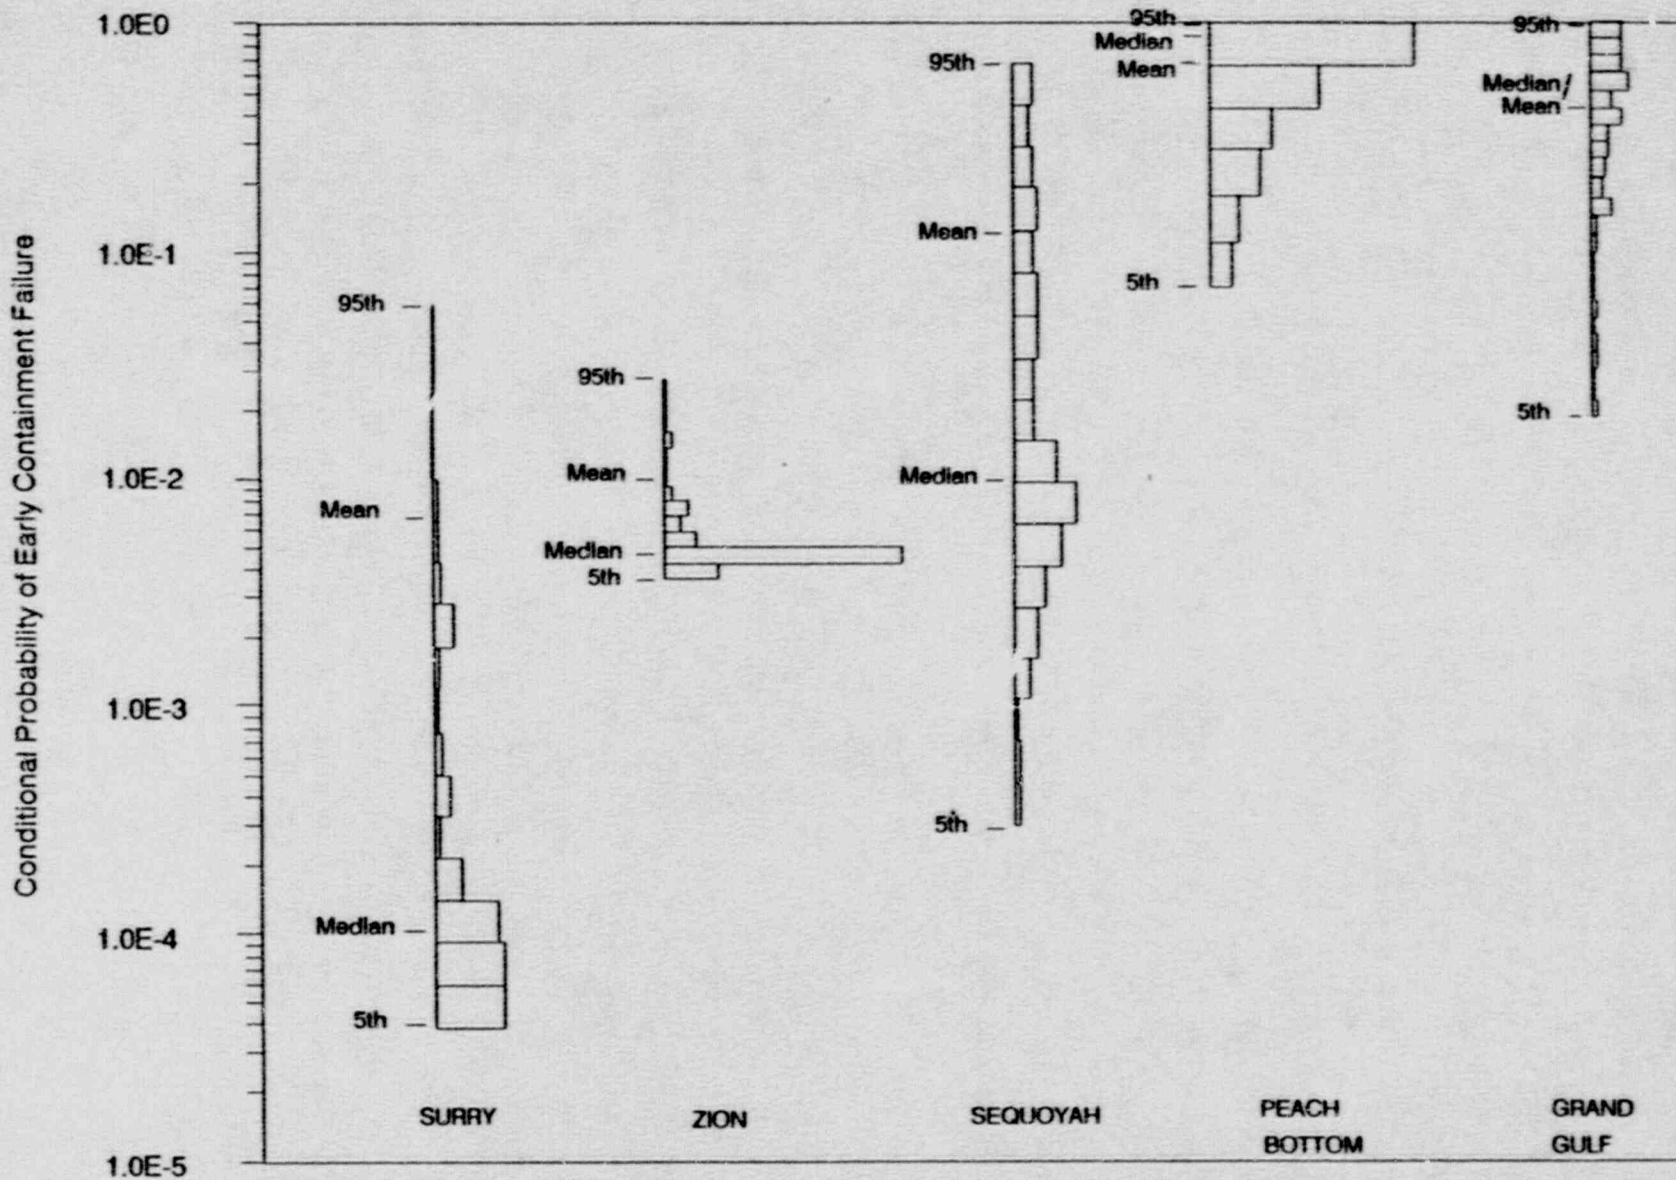 Conditional Probability of Early Containment Failure
1.0E0
1.0E-1
1.0E-2
1.0E-3
1.0E-4
1.0E-5
95th
Mean
Median
5th
SURRY
95th
Mean
Median
5th
ZION
95th
Mean
Median
5th
SEQUOYAH
95th
Median
Mean
5th
PEACH
BOTTOM
95th
Median/
Mean
5th
GRAND
GULF